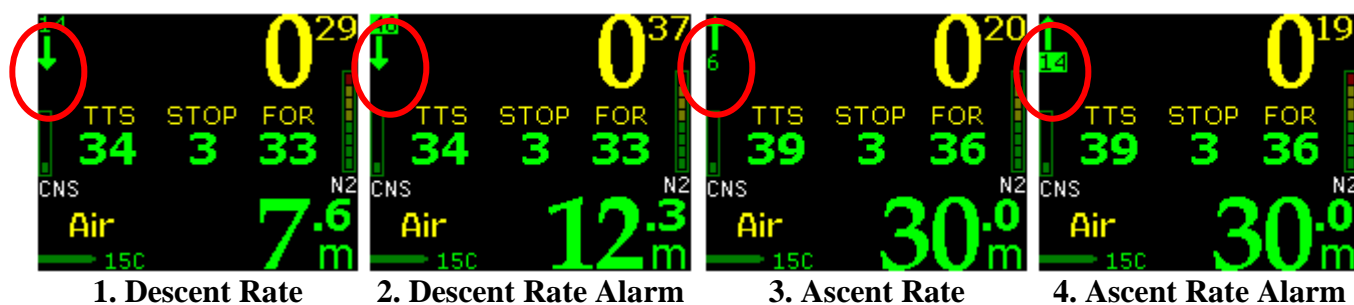 14 0 29
TTS STOP FOR
34 3 33
CNS N2
Air 7.6 m
15C
1. Descent Rate
0 37
TTS STOP FOR
34 3 33
CNS N2
Air 12.3 m
15C
2. Descent Rate Alarm
0 20
6
TTS STOP FOR
39 3 36
CNS N2
Air 30.0 m
15C
3. Ascent Rate
0 19
14
TTS STOP FOR
39 3 36
CNS N2
Air 30.0 m
15C
4. Ascent Rate Alarm